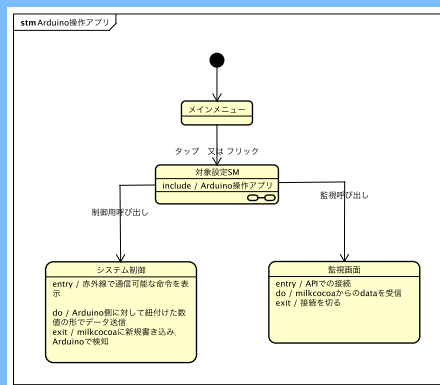 stm Arduino操作アプリ
メインメニュー
タップ 又は フリック
対象設定SM
include / Arduino操作アプリ
制御用呼び出し
監視呼び出し
システム制御
entry / 赤外線で通信可能な命令を表
示
do / Arduino側に対して紐付けた数
値の形でデータ送信
exit / milkcocoaに新規書き込み,
Arduinoで検知
監視画面
entry / APIでの接続
do / milkcocoaからのdataを受信
exit / 接続を切る